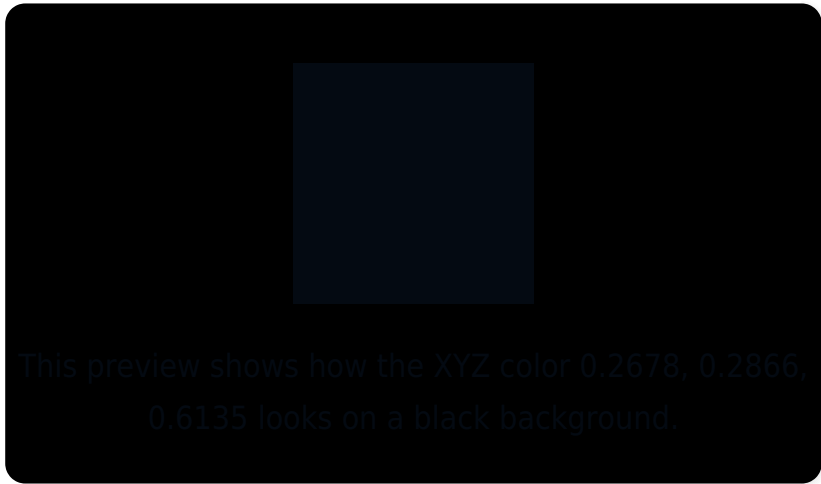 This preview shows how the XYZ color 0.2678, 0.2866,
0.6135 looks on a black background.